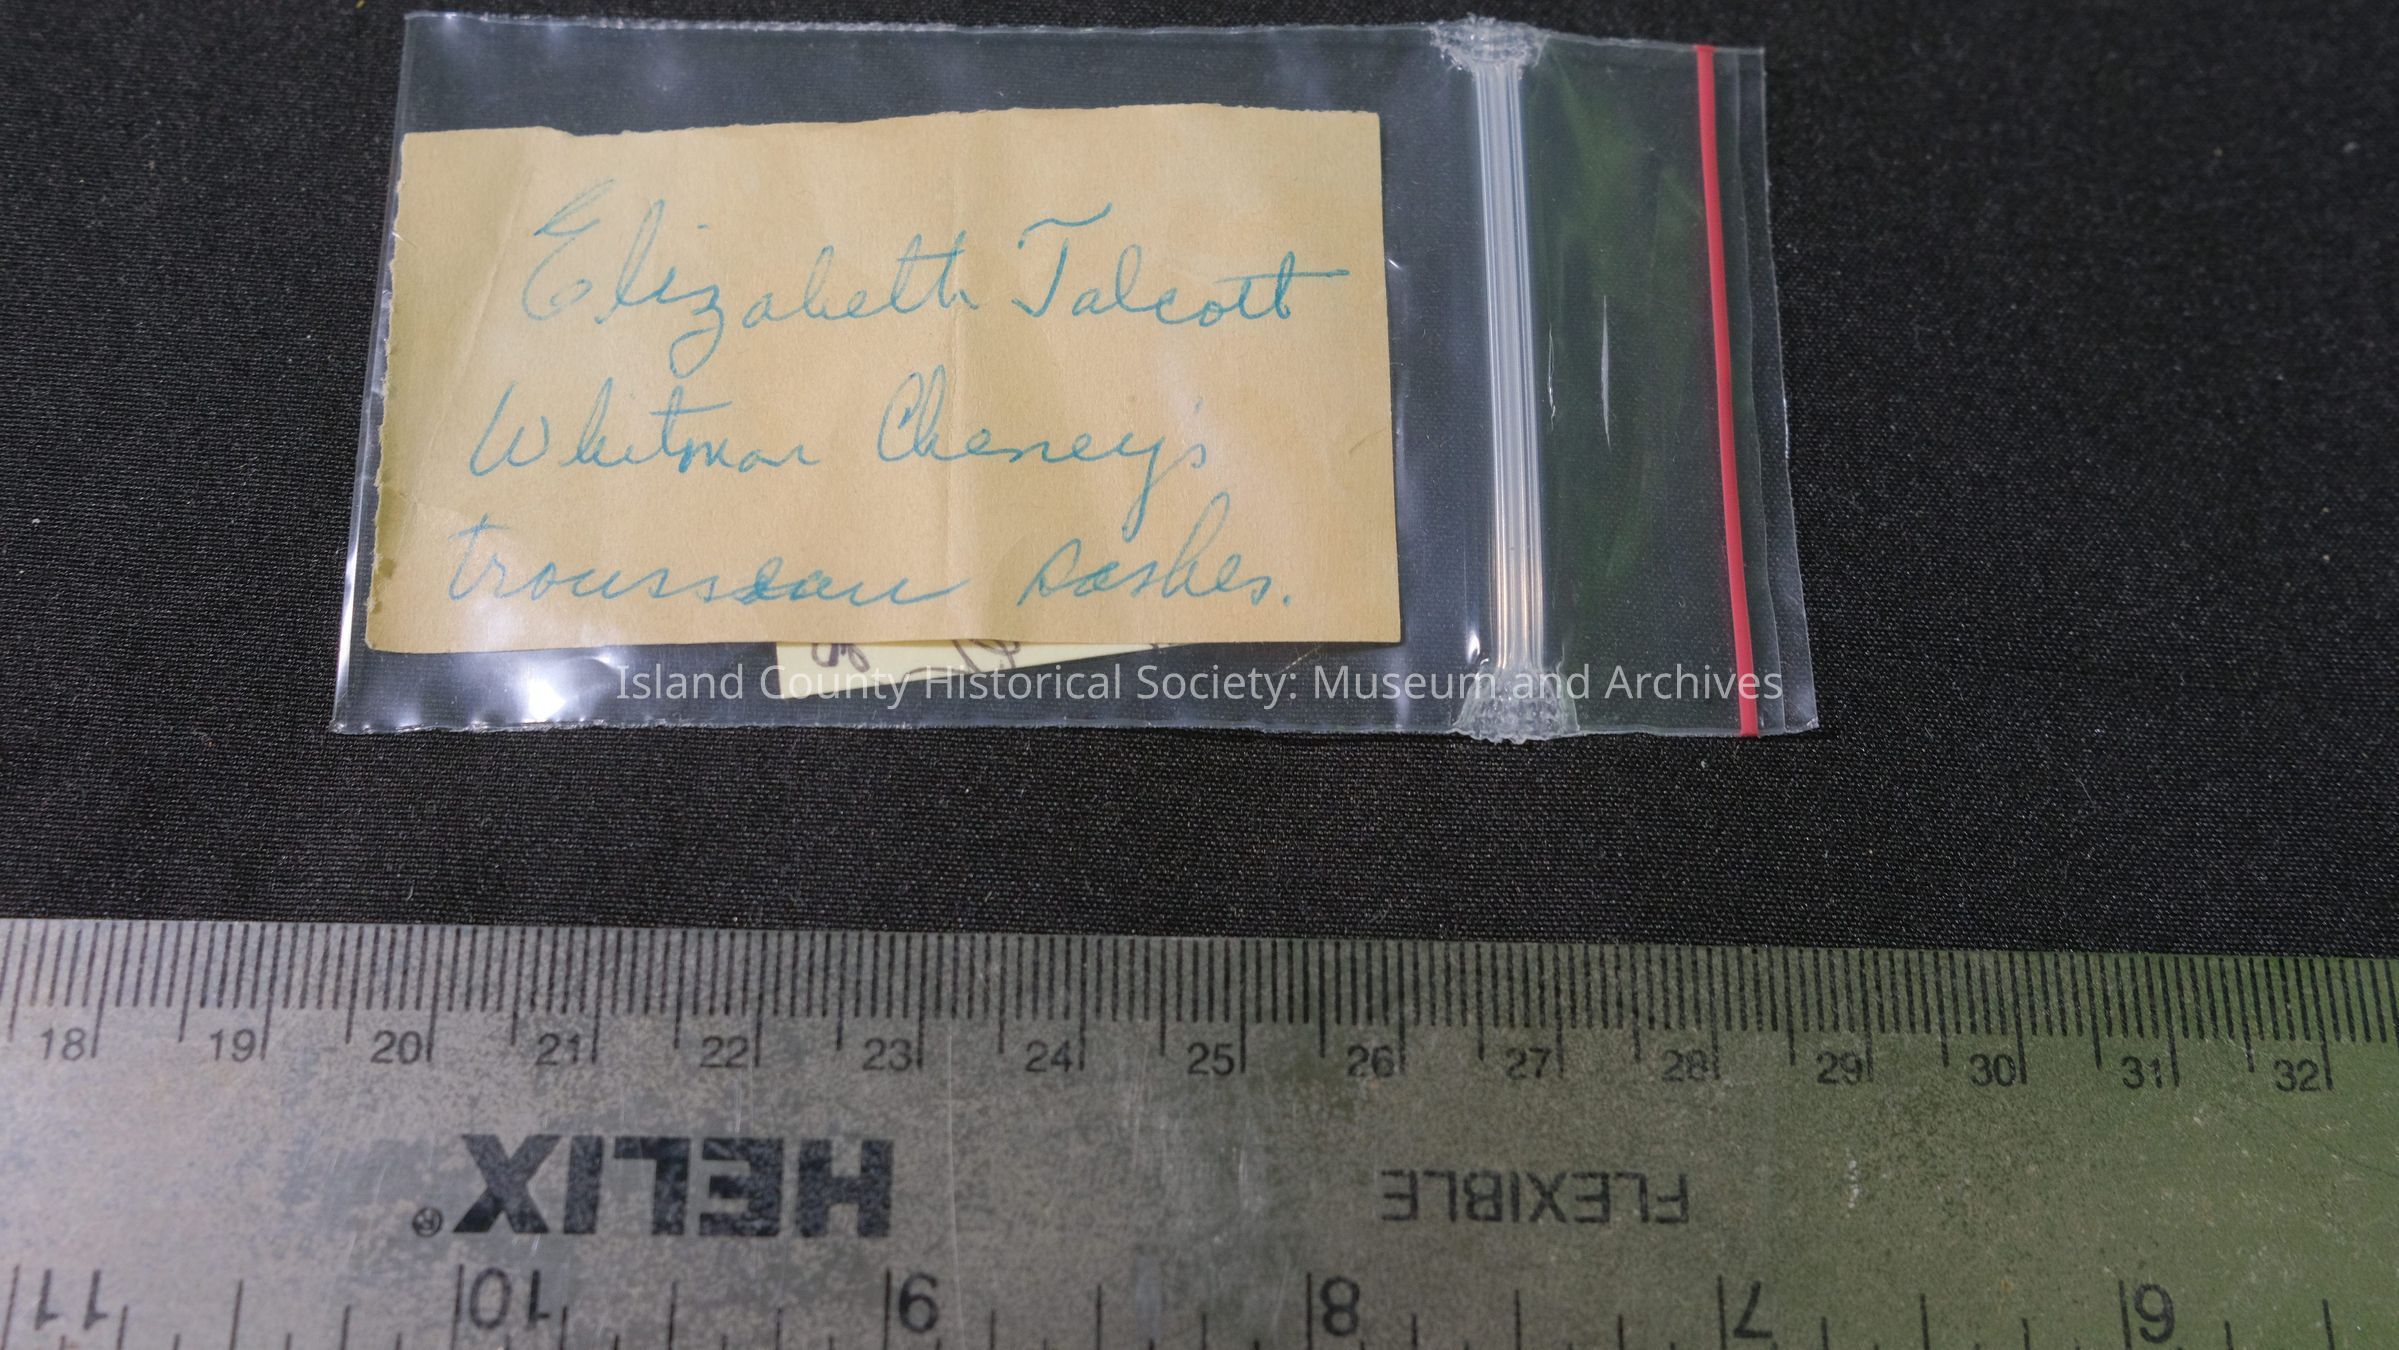 Elizabeth Talcott
Whitman Cheney's
trousseau sashes.
Island County Historical Society: Museum and Archives
18 19 20 21 22 23 24 25 26 27 28 29 30 31 32
HELIX®
FLEXIBLE
11 10 9 8 7 6